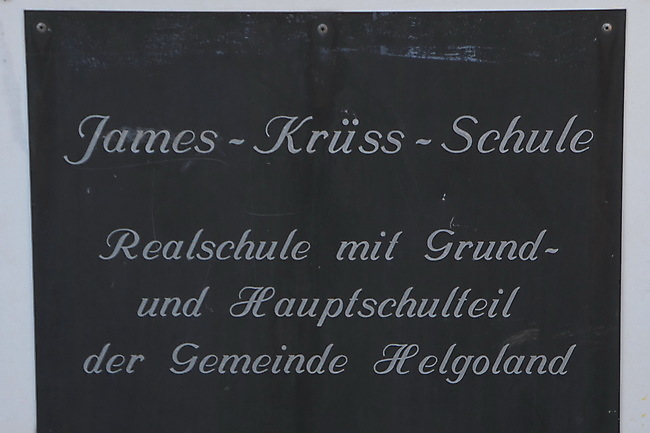 James-Krüss-Schule
Realschule mit Grund-
und Hauptschulteil
der Gemeinde Helgoland